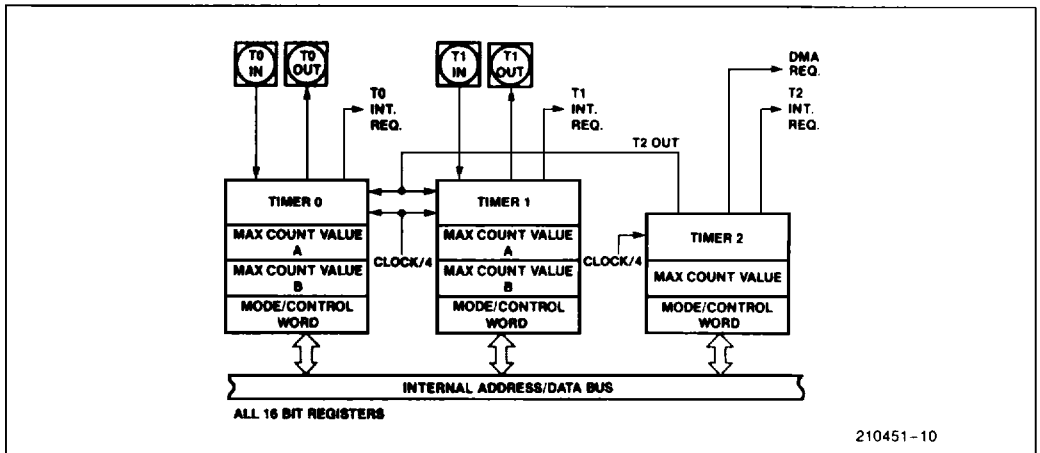 T0
IN
T0
OUT
T1
IN
T1
OUT
DMA
REQ.
T0
INT.
REQ.
T1
INT.
REQ.
T2
INT.
REQ.
T2 OUT
TIMER 0
MAX COUNT VALUE
A
MAX COUNT VALUE
B
MODE/CONTROL
WORD
CLOCK/4
TIMER 1
MAX COUNT VALUE
A
MAX COUNT VALUE
B
MODE/CONTROL
WORD
CLOCK/4
TIMER 2
MAX COUNT VALUE
MODE/CONTROL
WORD
INTERNAL ADDRESS/DATA BUS
ALL 16 BIT REGISTERS
210451-10